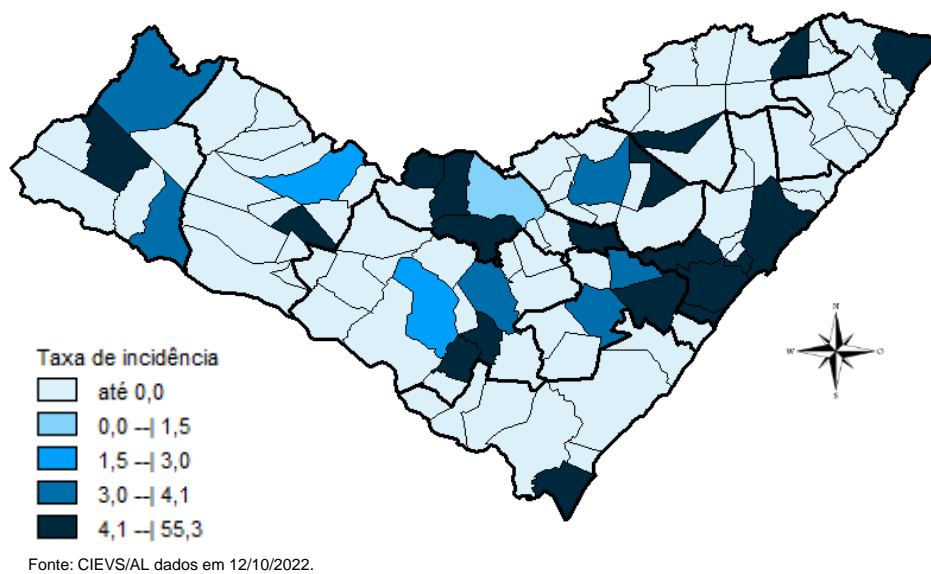 N
W
O
S
Taxa de incidência
até 0,0
0,0 --| 1,5
1,5 --| 3,0
3,0 --| 4,1
4,1 --| 55,3
Fonte: CIEVS/AL dados em 12/10/2022.